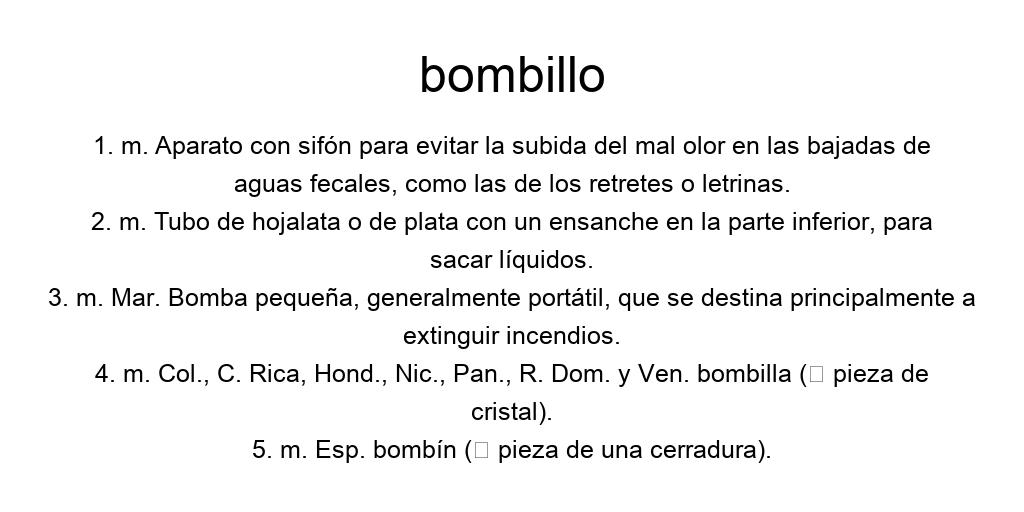 bombillo
1. m. Aparato con sifón para evitar la subida del mal olor en las bajadas de
aguas fecales, como las de los retretes o letrinas.
2. m. Tubo de hojalata o de plata con un ensanche en la parte inferior, para
sacar líquidos.
3. m. Mar. Bomba pequeña, generalmente portátil, que se destina principalmente a
extinguir incendios.
4. m. Col., C. Rica, Hond., Nic., Pan., R. Dom. y Ven. bombilla (□ pieza de
cristal).
5. m. Esp. bombín (□ pieza de una cerradura).